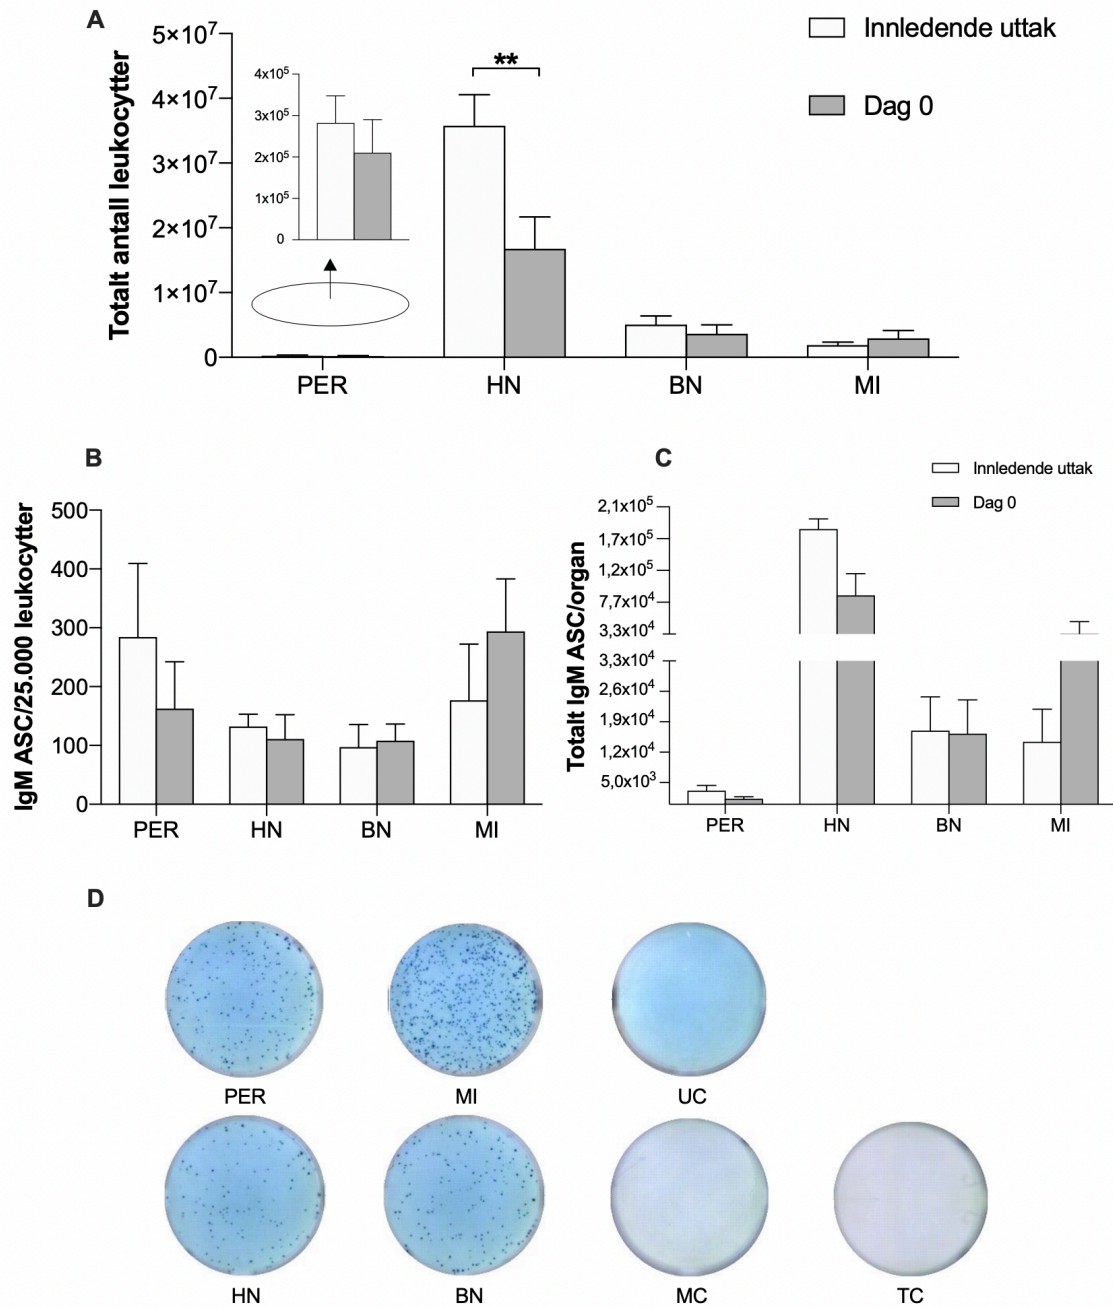 A
Totalt antall leukocytter
5×10⁷
4×10⁷
3×10⁷
2×10⁷
1×10⁷
0
4x10⁵
3x10⁵
2x10⁵
1x10⁵
0
**
Innledende uttak
Dag 0
PER HN BN MI
B
IgM ASC/25.000 leukocytter
500
400
300
200
100
0
PER HN BN MI
C
Innledende uttak
Dag 0
Totalt IgM ASC/organ
2,1x10⁵
1,7x10⁵
1,2x10⁵
7,7x10⁴
3,3x10⁴
3,3x10⁴
2,6x10⁴
1,9x10⁴
1,2x10⁴
5,0x10³
PER HN BN MI
D
PER MI UC
HN BN MC TC